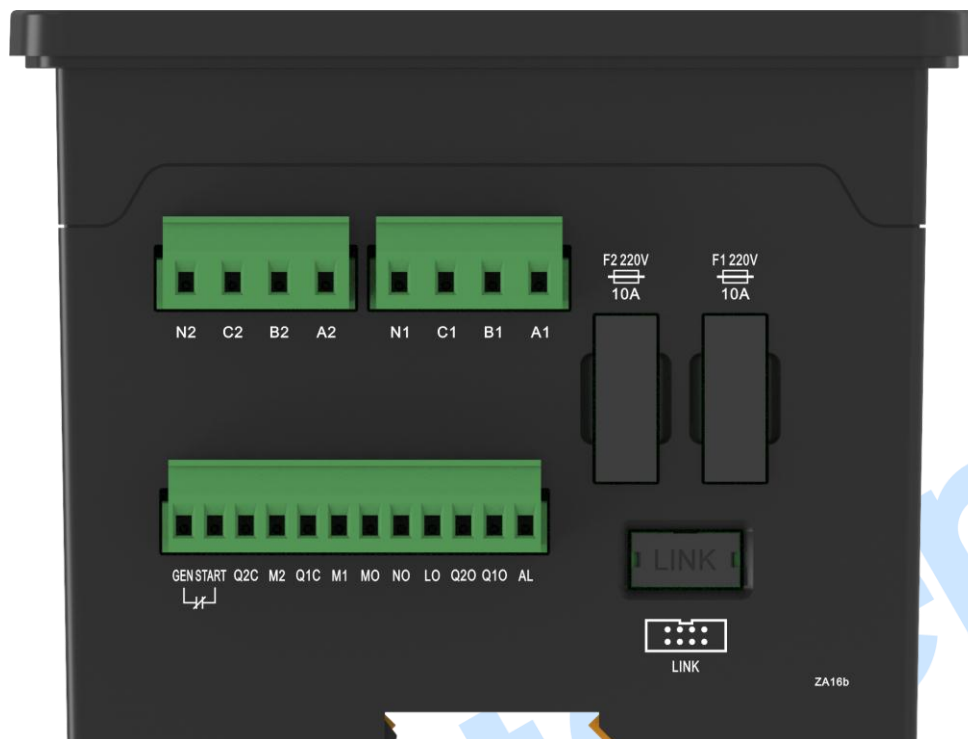 F2 220V F1 220V
10A 10A
N2 C2 B2 A2 N1 C1 B1 A1
GEN START Q2C M2 Q1C M1 MO NO LO Q2O Q1O AL
LINK
LINK
ZA16b